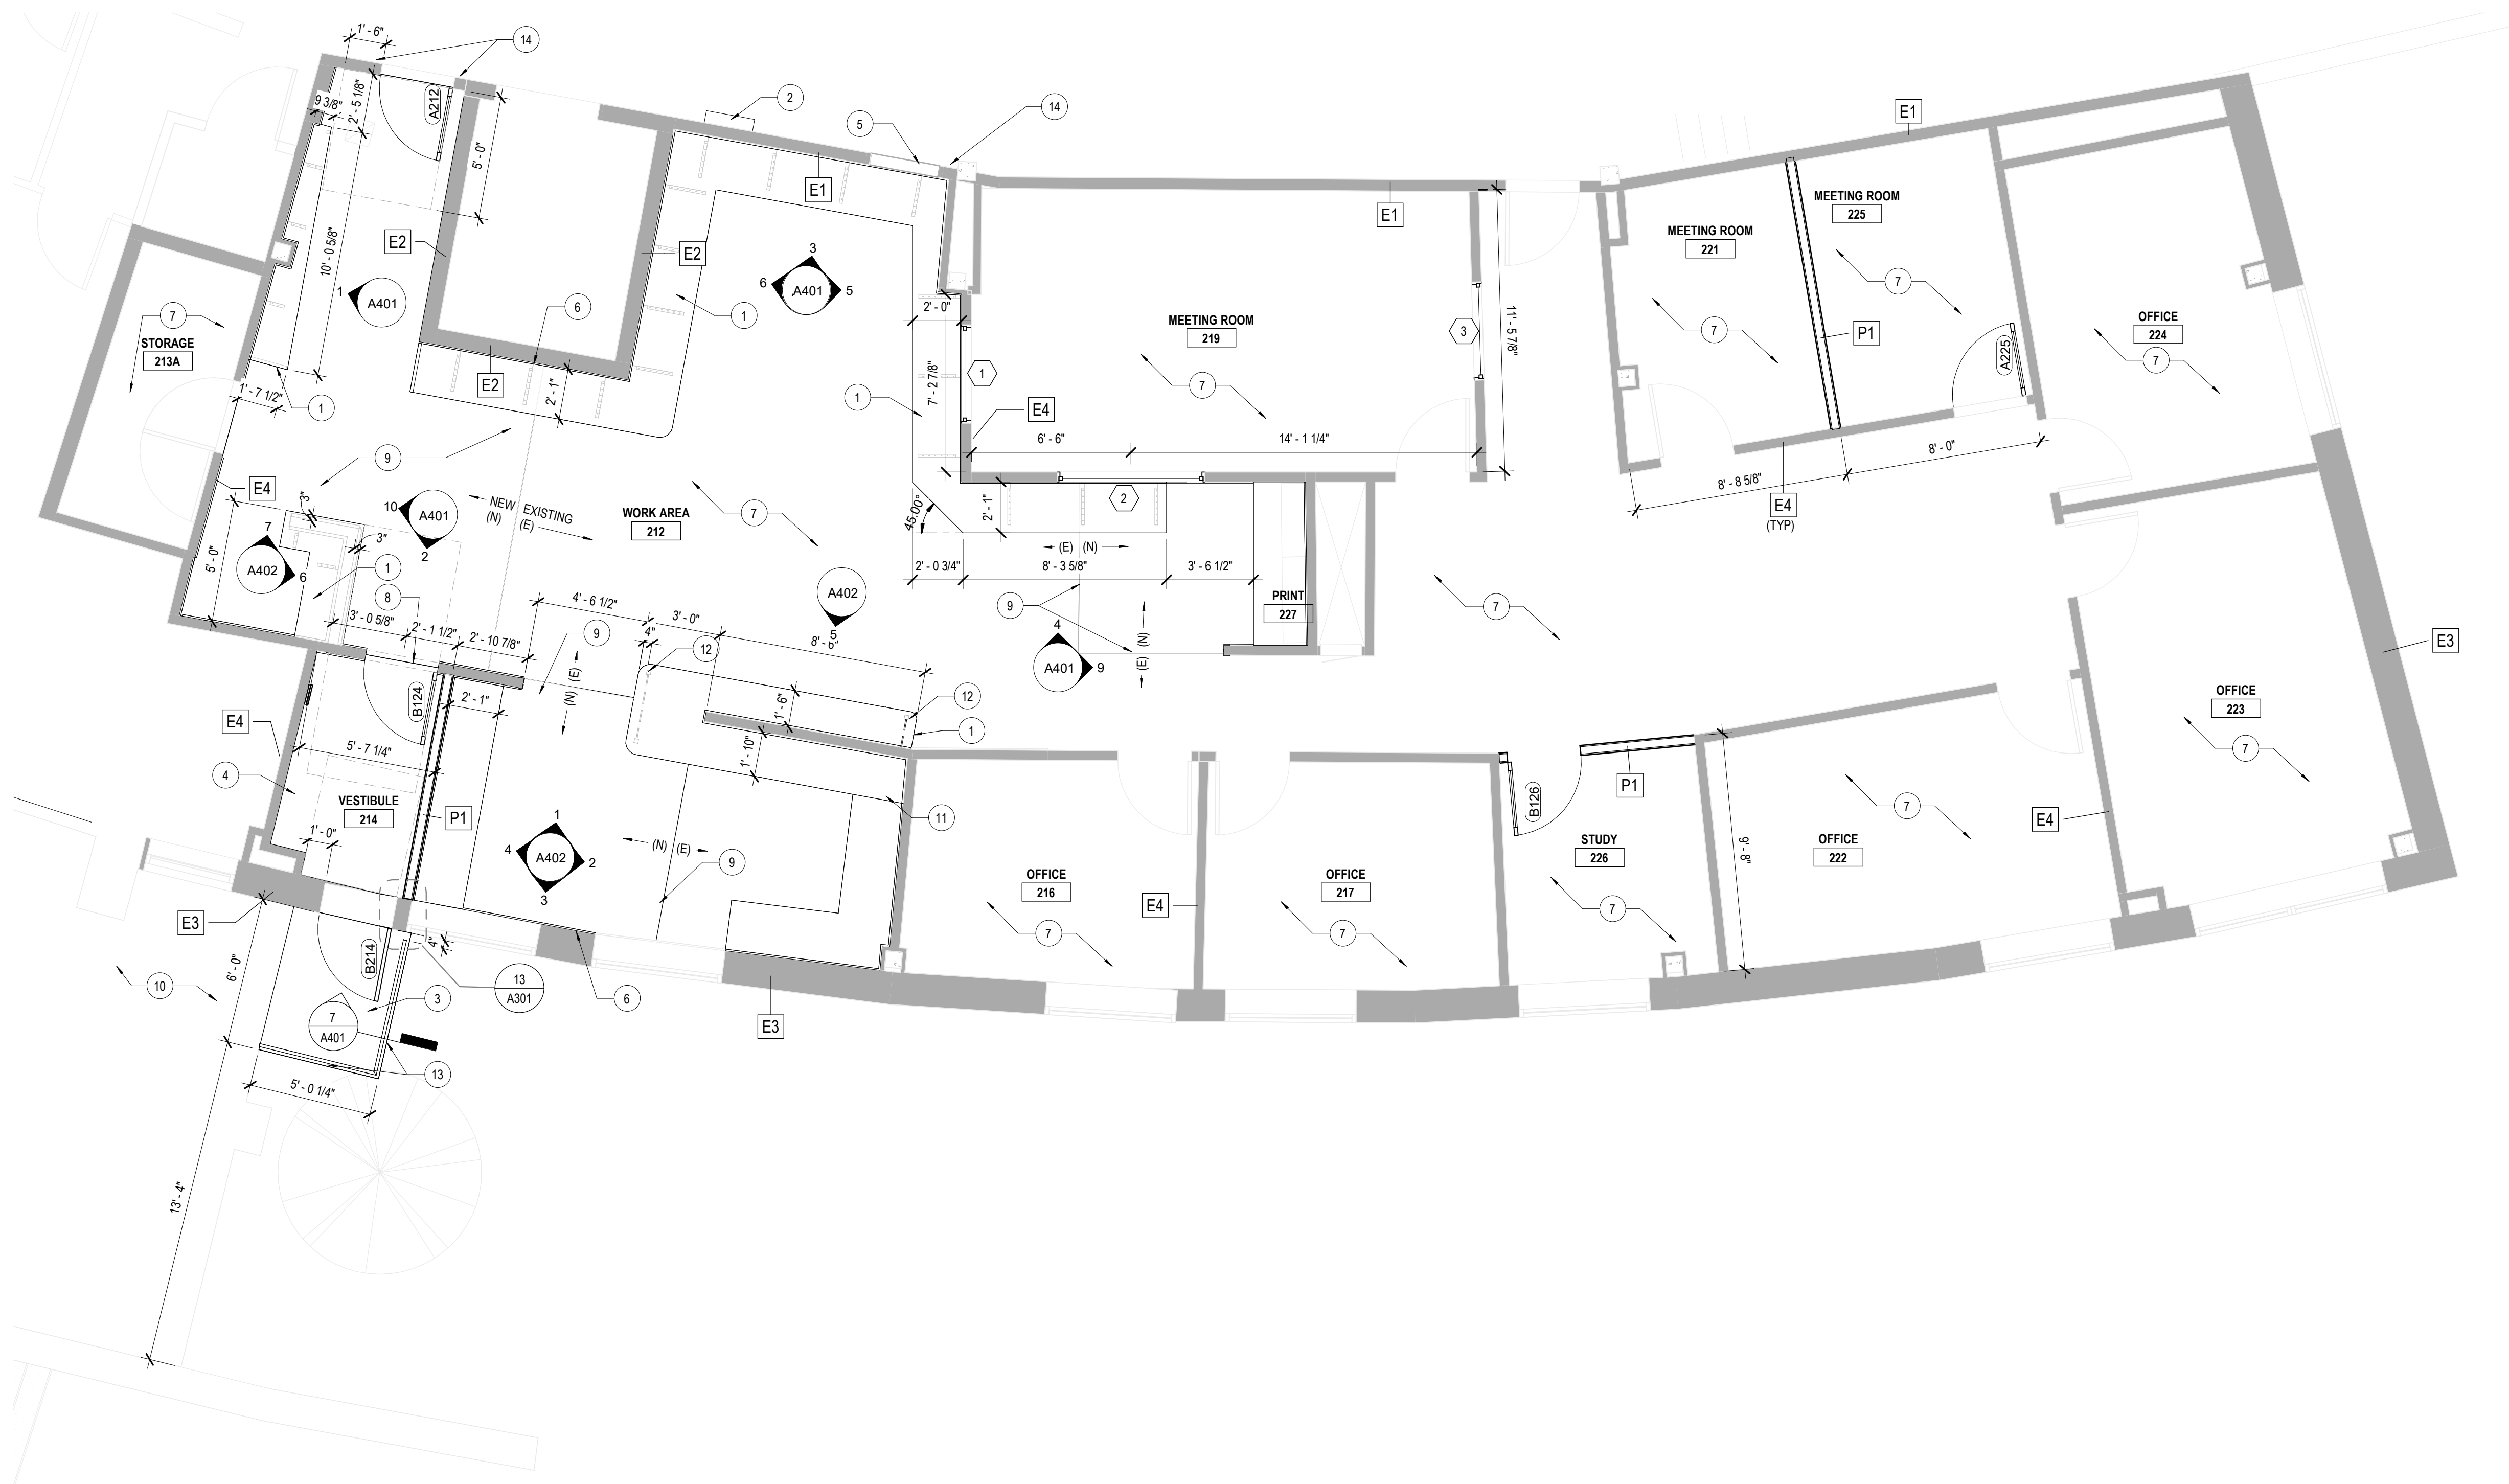 1' - 6"
14
9 3/8"
2' - 5 1/8"
A212
2
5
14
E1
5' - 0"
E1
E1
MEETING ROOM
225
MEETING ROOM
221
10' - 0 5/8"
E2
E2
3
6
A401
5
1
A401
7
STORAGE
213A
6
1
2' - 0"
MEETING ROOM
219
3
11' - 5 7/8"
7
7
P1
A225
OFFICE
224
7
E2
2' - 1"
1' - 7 1/2"
1
1
7' - 2 7/8"
1
7
E4
6' - 6"
14' - 1 1/4"
8' - 8 5/8"
8' - 0"
E4
(TYP)
9
E4
3"
10
A401
2
NEW
(N)
EXISTING
(E)
WORK AREA
212
7
45.00°
2' - 1"
2
3"
7
A402
6
5' - 0"
1
8
(E)
(N)
2' - 0 3/4"
8' - 3 5/8"
3' - 6 1/2"
PRINT
227
9
7
A402
5
4' - 6 1/2"
3' - 0"
8' - 6"
3' - 0 5/8"
2' - 1 1/2"
2' - 10 7/8"
9
4"
12
4
A401
9
(N)
(E)
(E)
(N)
E3
B124
2' - 1"
E4
5' - 7 1/4"
1' - 6"
1' - 10"
12
1
4
VESTIBULE
214
P1
1' - 0"
11
1
4
A402
2
3
(N)
(E)
9
OFFICE
216
7
E4
OFFICE
217
7
B126
P1
STUDY
226
7
9' - 8"
7
OFFICE
222
E4
OFFICE
223
7
E3
6' - 0"
B214
4"
13
A301
10
3
6
7
A401
E3
13
5' - 0 1/4"
13' - 4"